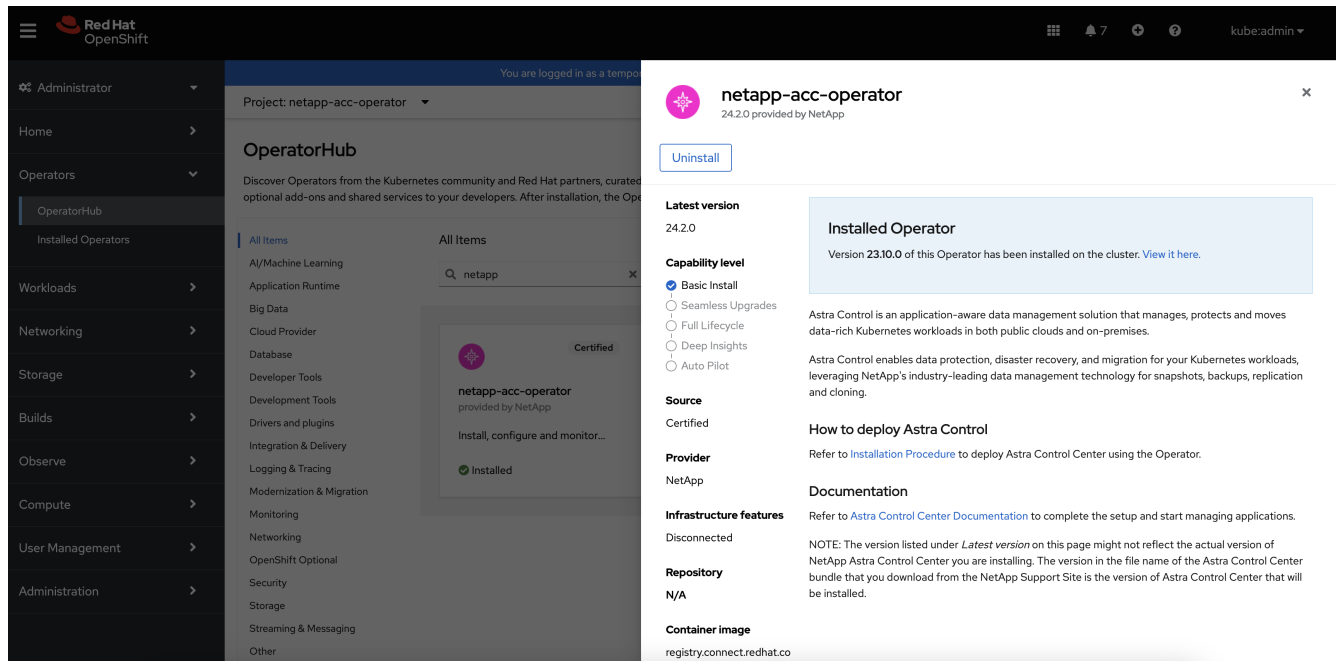 Red Hat
OpenShift
7
kube:admin
Administrator
Home
Operators
OperatorHub
Installed Operators
Workloads
Networking
Storage
Builds
Observe
Compute
User Management
Administration
You are logged in as a tempo
Project: netapp-acc-operator
OperatorHub
Discover Operators from the Kubernetes community and Red Hat partners, curated
optional add-ons and shared services to your developers. After installation, the Ope
All Items
AI/Machine Learning
Application Runtime
Big Data
Cloud Provider
Database
Developer Tools
Development Tools
Drivers and plugins
Integration & Delivery
Logging & Tracing
Modernization & Migration
Monitoring
Networking
OpenShift Optional
Security
Storage
Streaming & Messaging
Other
All Items
netapp
Certified
netapp-acc-operator
provided by NetApp
Install, configure and monitor...
Installed
netapp-acc-operator
24.2.0 provided by NetApp
Uninstall
Latest version
24.2.0
Capability level
Basic Install
Seamless Upgrades
Full Lifecycle
Deep Insights
Auto Pilot
Source
Certified
Provider
NetApp
Infrastructure features
Disconnected
Repository
N/A
Container image
registry.connect.redhat.co
Installed Operator
Version 23.10.0 of this Operator has been installed on the cluster. View it here.
Astra Control is an application-aware data management solution that manages, protects and moves
data-rich Kubernetes workloads in both public clouds and on-premises.
Astra Control enables data protection, disaster recovery, and migration for your Kubernetes workloads,
leveraging NetApp's industry-leading data management technology for snapshots, backups, replication
and cloning.
How to deploy Astra Control
Refer to Installation Procedure to deploy Astra Control Center using the Operator.
Documentation
Refer to Astra Control Center Documentation to complete the setup and start managing applications.
NOTE: The version listed under Latest version on this page might not reflect the actual version of
NetApp Astra Control Center you are installing. The version in the file name of the Astra Control Center
bundle that you download from the NetApp Support Site is the version of Astra Control Center that will
be installed.